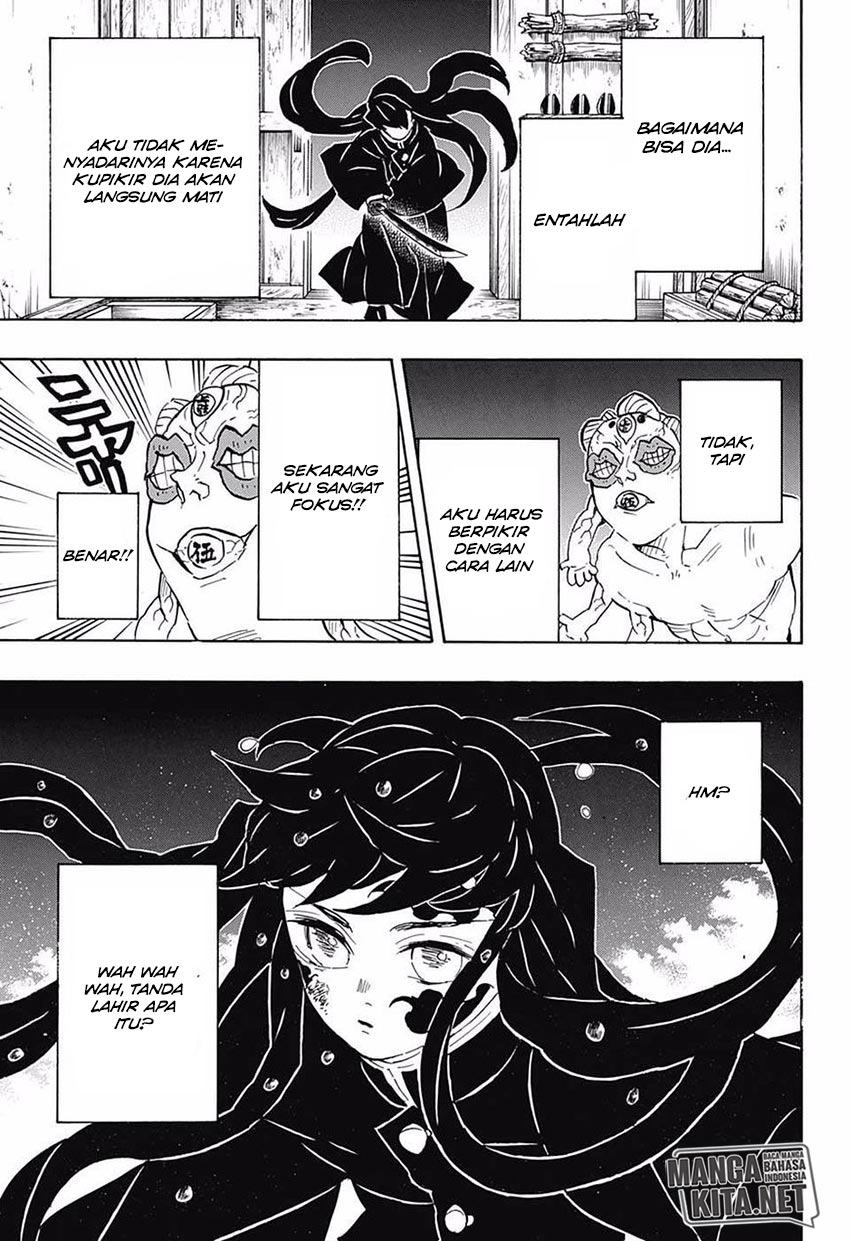 BAGAIMANA
BISA DIA...
ENTAHLAH
AKU TIDAK ME-
NYADARINYA KARENA
KUPIKIR DIA AKAN
LANGSUNG MATI
TIDAK,
TAPI
AKU HARUS
BERPIKIR
DENGAN
CARA LAIN
SEKARANG
AKU SANGAT
FOKUS!!
BENAR!!
伍
HM?
WAH WAH
WAH, TANDA
LAHIR APA
ITU?
MANGA
BACA MANGA
BAHASA
INDONESIA
KITA.NET